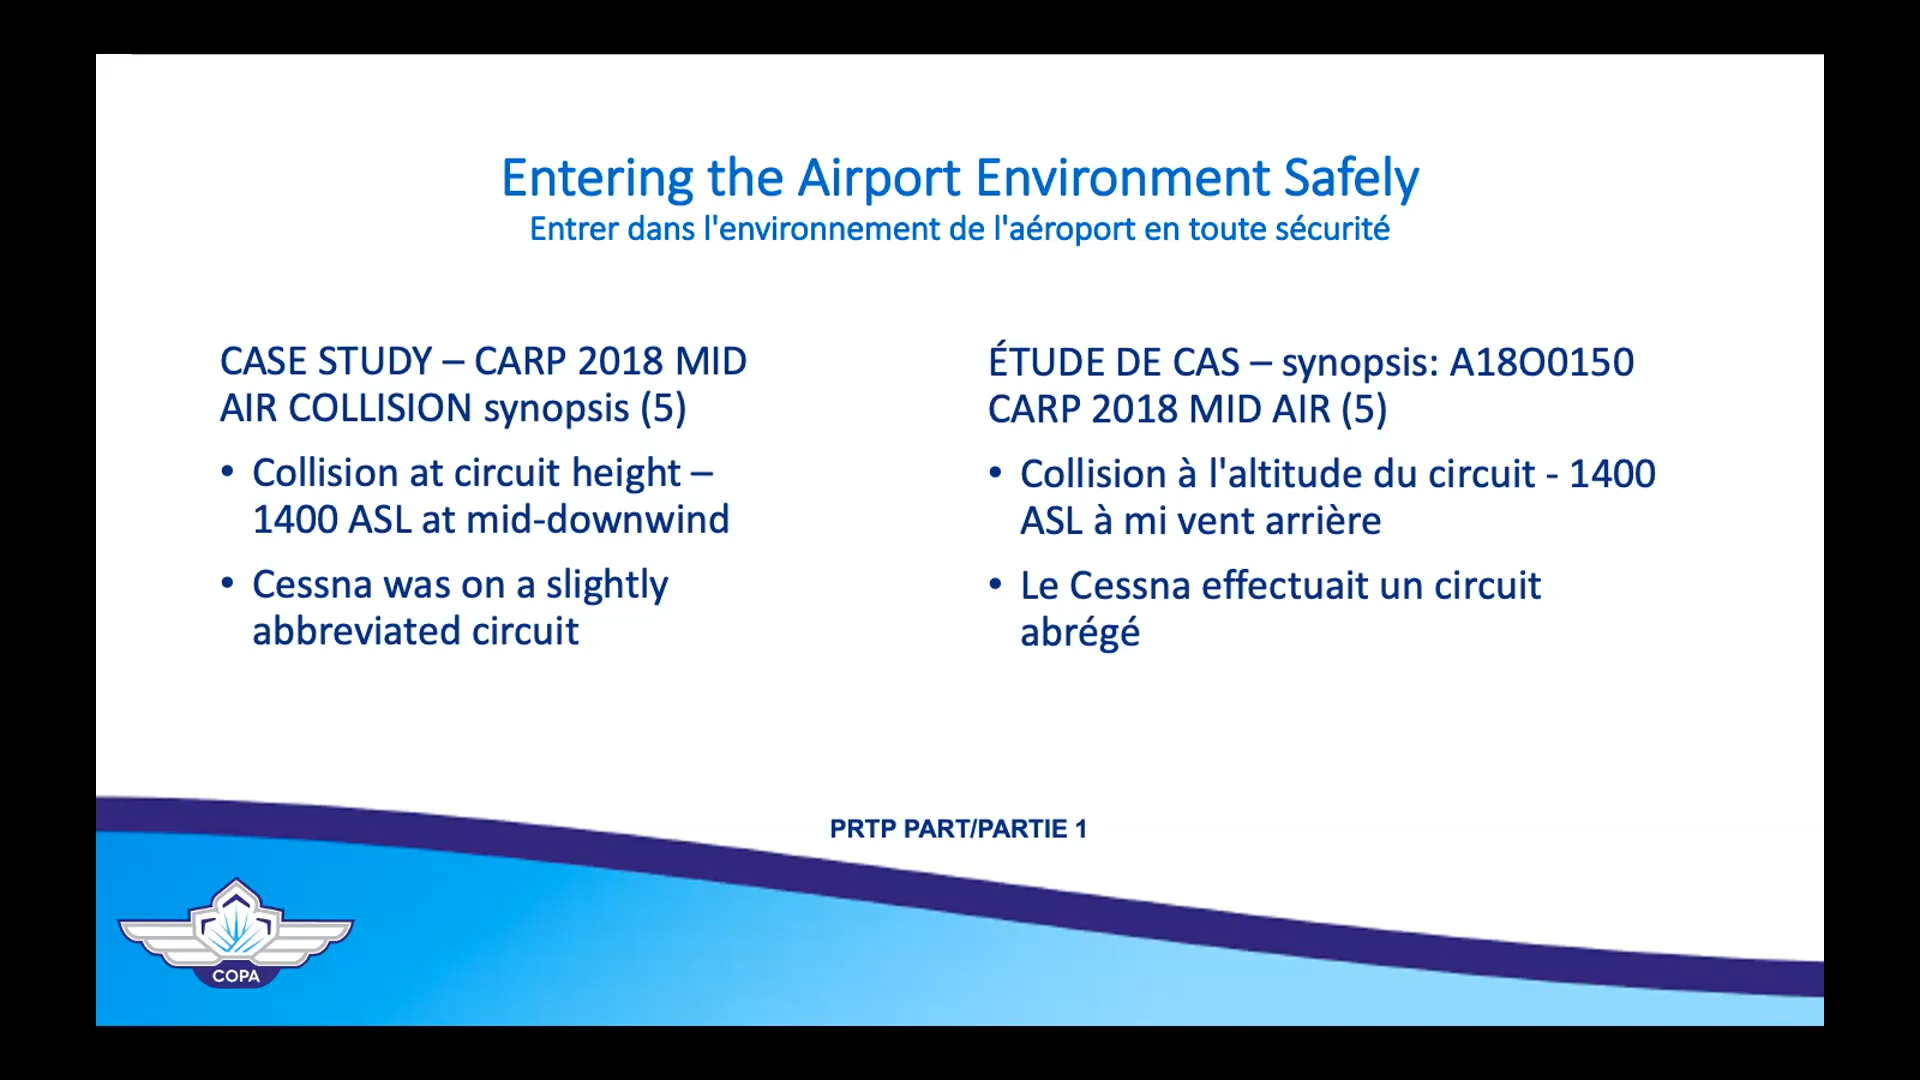 Entering the Airport Environment Safely
Entrer dans l'environnement de l'aéroport en toute sécurité
CASE STUDY – CARP 2018 MID
AIR COLLISION synopsis (5)
• Collision at circuit height –
1400 ASL at mid-downwind
• Cessna was on a slightly
abbreviated circuit
ÉTUDE DE CAS – synopsis: A18O0150
CARP 2018 MID AIR (5)
• Collision à l'altitude du circuit - 1400
ASL à mi vent arrière
• Le Cessna effectuait un circuit
abrégé
PRTP PART/PARTIE 1
COPA